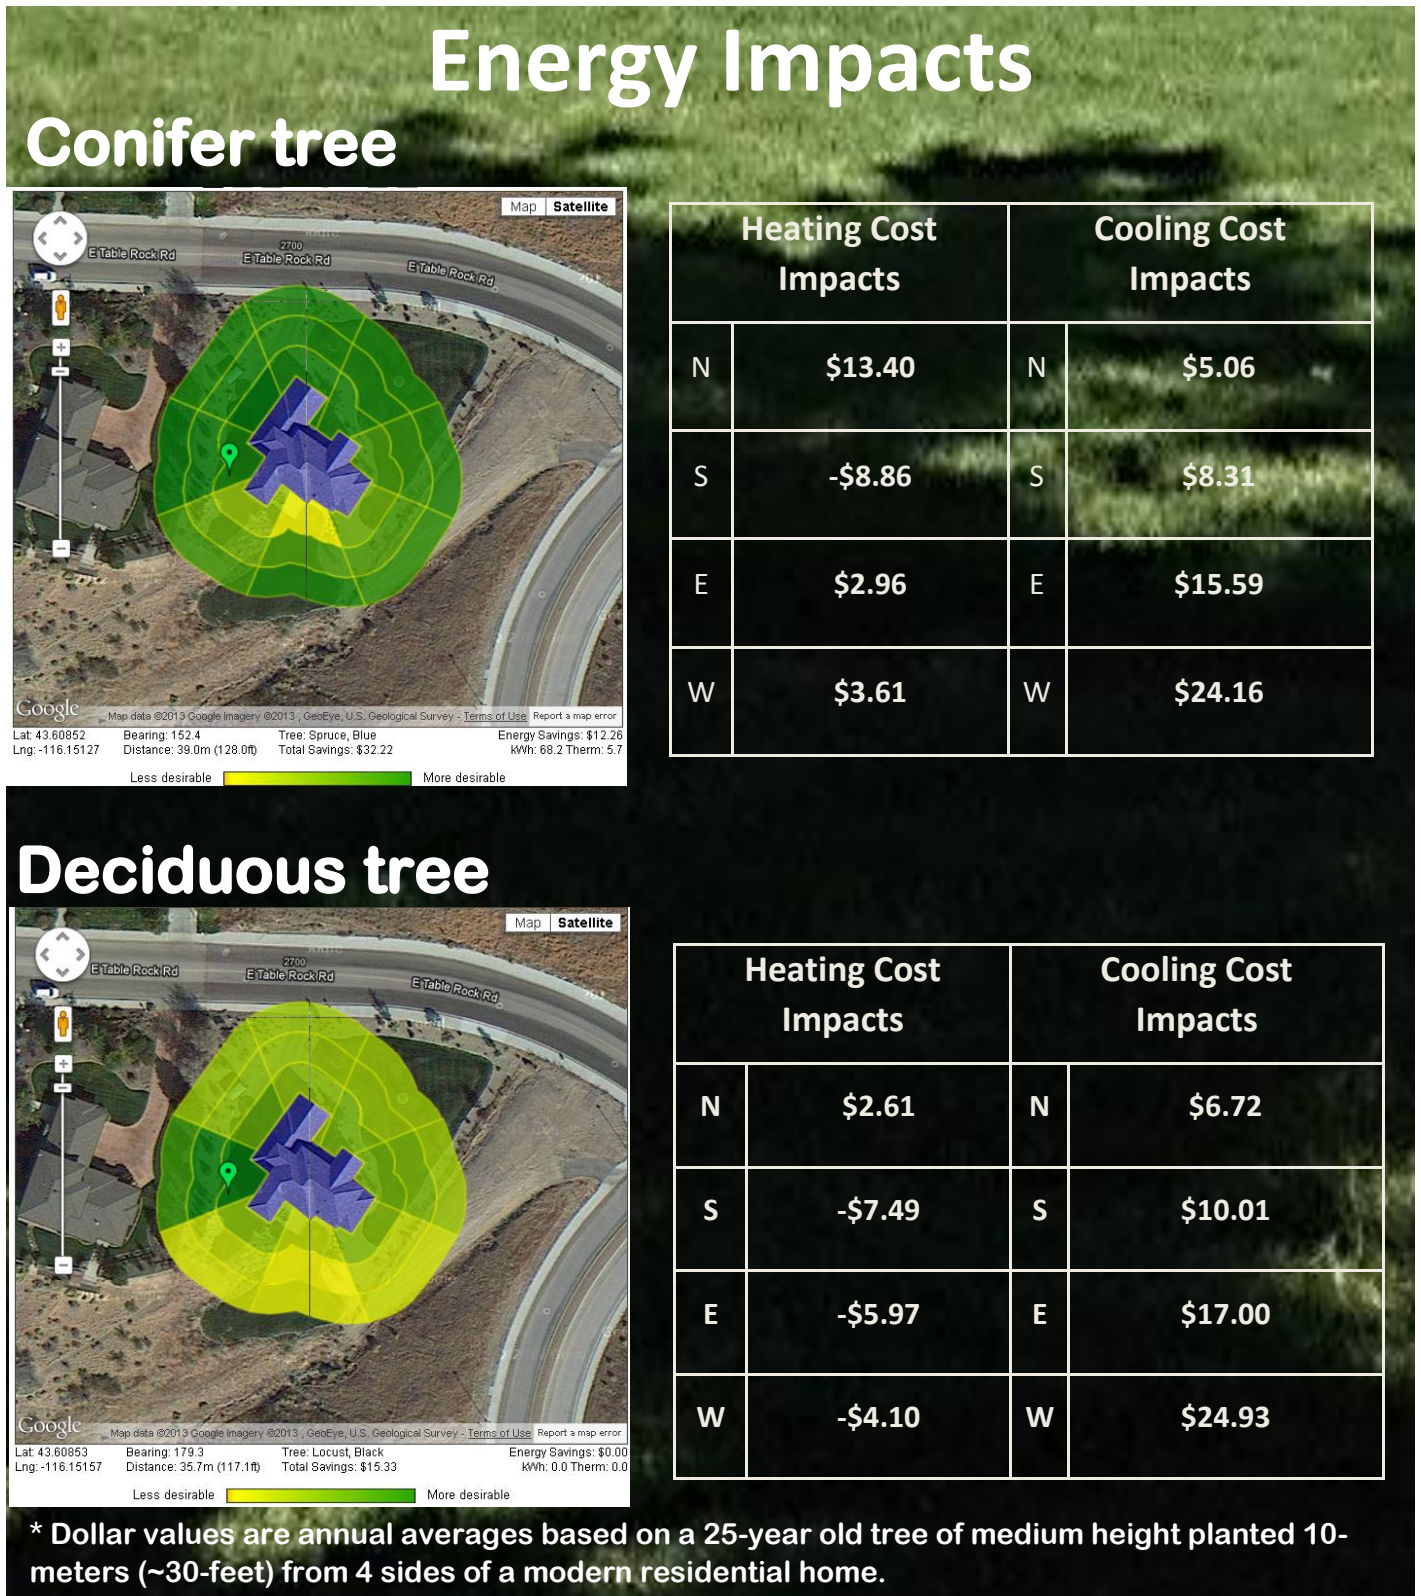 Energy Impacts
Conifer tree
Map Satellite
E Table Rock Rd
2700
E Table Rock Rd
E Table Rock Rd
Google
Map data ©2013 Google Imagery ©2013 , GeoEye, U.S. Geological Survey - Terms of Use Report a map error
Lat: 43.60852 Bearing: 152.4 Tree: Spruce, Blue Energy Savings: $12.26
Lng: -116.15127 Distance: 39.0m (128.0ft) Total Savings: $32.22 kWh: 68.2 Therm: 5.7
Less desirable More desirable
Heating Cost Cooling Cost
Impacts Impacts
N $13.40 N $5.06
S -$8.86 S $8.31
E $2.96 E $15.59
W $3.61 W $24.16
Deciduous tree
Map Satellite
E Table Rock Rd
2700
E Table Rock Rd
E Table Rock Rd
Google
Map data ©2013 Google Imagery ©2013 , GeoEye, U.S. Geological Survey - Terms of Use Report a map error
Lat: 43.60853 Bearing: 179.3 Tree: Locust, Black Energy Savings: $0.00
Lng: -116.15157 Distance: 35.7m (117.1ft) Total Savings: $15.33 kWh: 0.0 Therm: 0.0
Less desirable More desirable
Heating Cost Cooling Cost
Impacts Impacts
N $2.61 N $6.72
S -$7.49 S $10.01
E -$5.97 E $17.00
W -$4.10 W $24.93
* Dollar values are annual averages based on a 25-year old tree of medium height planted 10-
meters (~30-feet) from 4 sides of a modern residential home.